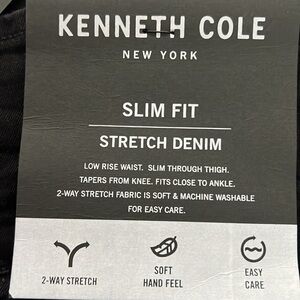 KENNETH COLE
NEW YORK
SLIM FIT
STRETCH DENIM
LOW RISE WAIST. SLIM THROUGH THIGH.
TAPERS FROM KNEE. FITS CLOSE TO ANKLE.
2-WAY STRETCH FABRIC IS SOFT & MACHINE WASHABLE
FOR EASY CARE.
2-WAY STRETCH
SOFT
HAND FEEL
EASY
CARE